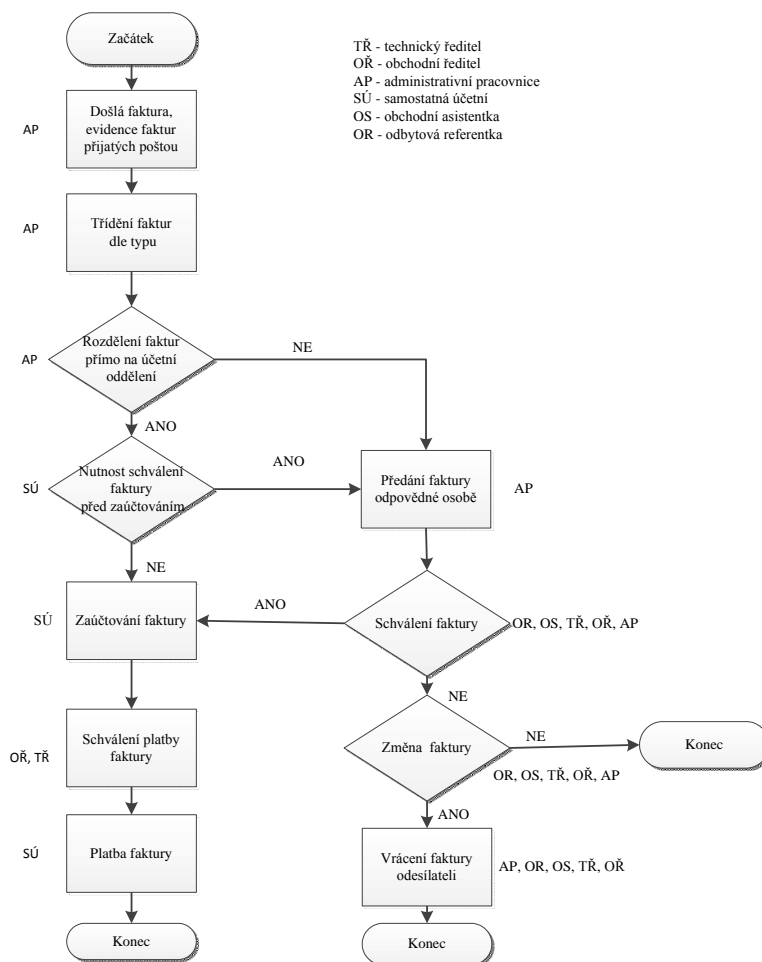 Začátek
TŘ - technický ředitel
OŘ - obchodní ředitel
AP - administrativní pracovnice
SÚ - samostatná účetní
OS - obchodní asistentka
OR - odbytová referentka
AP
Došlá faktura,
evidence faktur
přijatých poštou
AP
Třídění faktur
dle typu
AP
Rozdělení faktur
přímo na účetní
oddělení
NE
ANO
SÚ
Nutnost schválení
faktury
před zaúčtováním
ANO
Předání faktury
odpovědné osobě
AP
NE
SÚ
Zaúčtování faktury
ANO
Schválení faktury
OR, OS, TŘ, OŘ, AP
NE
OŘ, TŘ
Schválení platby
faktury
Změna faktury
NE
OR, OS, TŘ, OŘ, AP
Konec
ANO
SÚ
Platba faktury
Vrácení faktury
odesílateli
AP, OR, OS, TŘ, OŘ
Konec
Konec